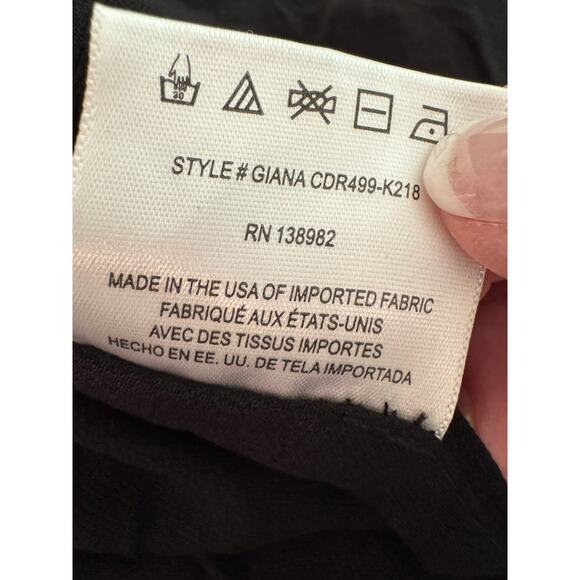 30
STYLE # GIANA CDR499-K218
RN 138982
MADE IN THE USA OF IMPORTED FABRIC
FABRIQUÉ AUX ÉTATS-UNIS
AVEC DES TISSUS IMPORTES
HECHO EN EE. UU. DE TELA IMPORTADA